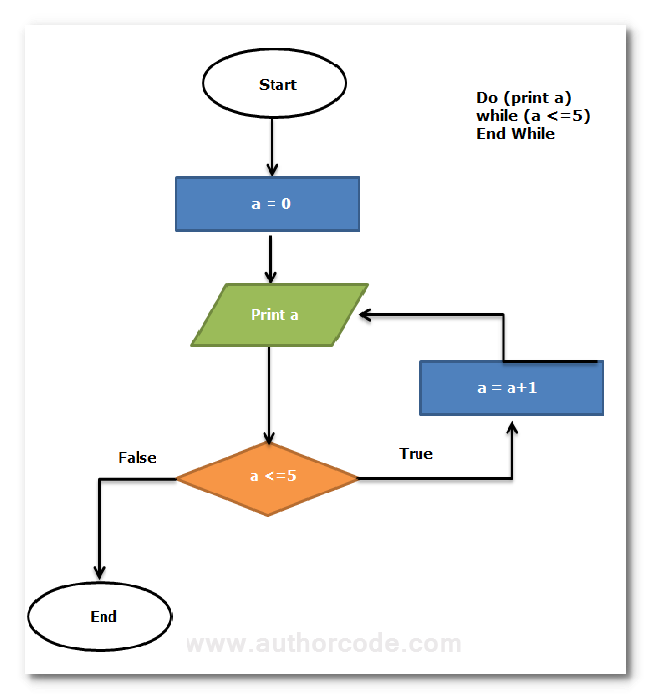 Start
Do (print a)
while (a <=5)
End While
a = 0
Print a
a = a+1
False
True
a <=5
End
www.authorcode.com